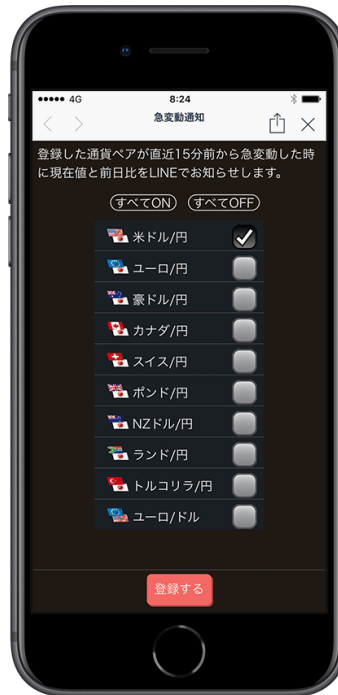 4G 8:24
急変動通知
登録した通貨ペアが直近15分前から急変動した時
に現在値と前日比をLINEでお知らせします。
すべてON すべてOFF
米ドル/円
ユーロ/円
豪ドル/円
カナダ/円
スイス/円
ポンド/円
NZドル/円
ランド/円
トルコリラ/円
ユーロ/ドル
登録する